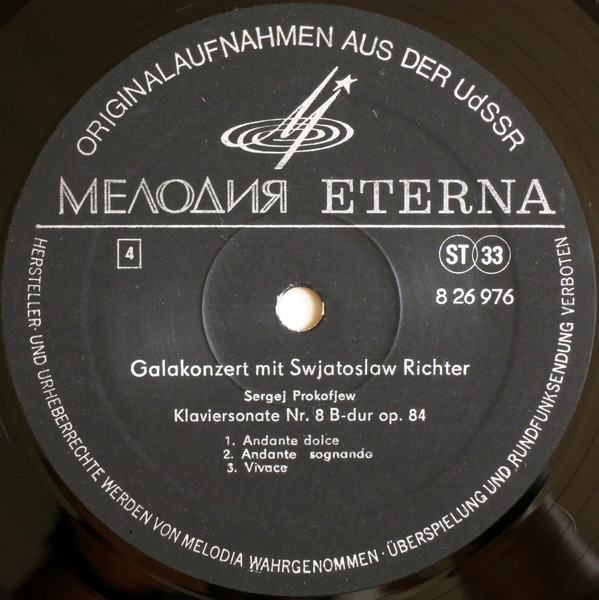 ORIGINALAUFNAHMEN AUS DER UdSSR
МЕЛОДИЯ ETERNA
4
ST 33
8 26 976
Galakonzert mit Swjatoslaw Richter
Sergej Prokofjew
Klaviersonate Nr. 8 B-dur op. 84
1. Andante dolce
2. Andante sognando
3. Vivace
HERSTELLER- UND URHEBERRECHTE WERDEN VON MELODIA WAHRGENOMMEN · ÜBERSPIELUNG UND RUNDFUNKSENDUNG VERBOTEN